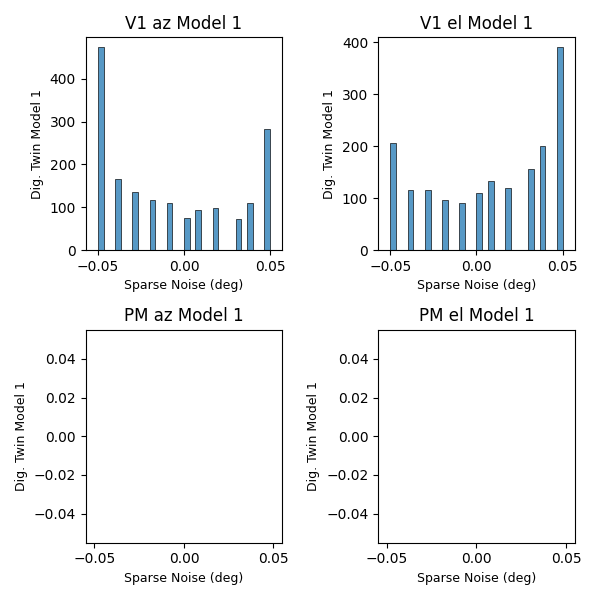 V1 az Model 1
Dig. Twin Model 1
400
300
200
100
0
−0.05 0.00 0.05
Sparse Noise (deg)
V1 el Model 1
Dig. Twin Model 1
400
300
200
100
0
−0.05 0.00 0.05
Sparse Noise (deg)
PM az Model 1
Dig. Twin Model 1
0.04
0.02
0.00
−0.02
−0.04
−0.05 0.00 0.05
Sparse Noise (deg)
PM el Model 1
Dig. Twin Model 1
0.04
0.02
0.00
−0.02
−0.04
−0.05 0.00 0.05
Sparse Noise (deg)